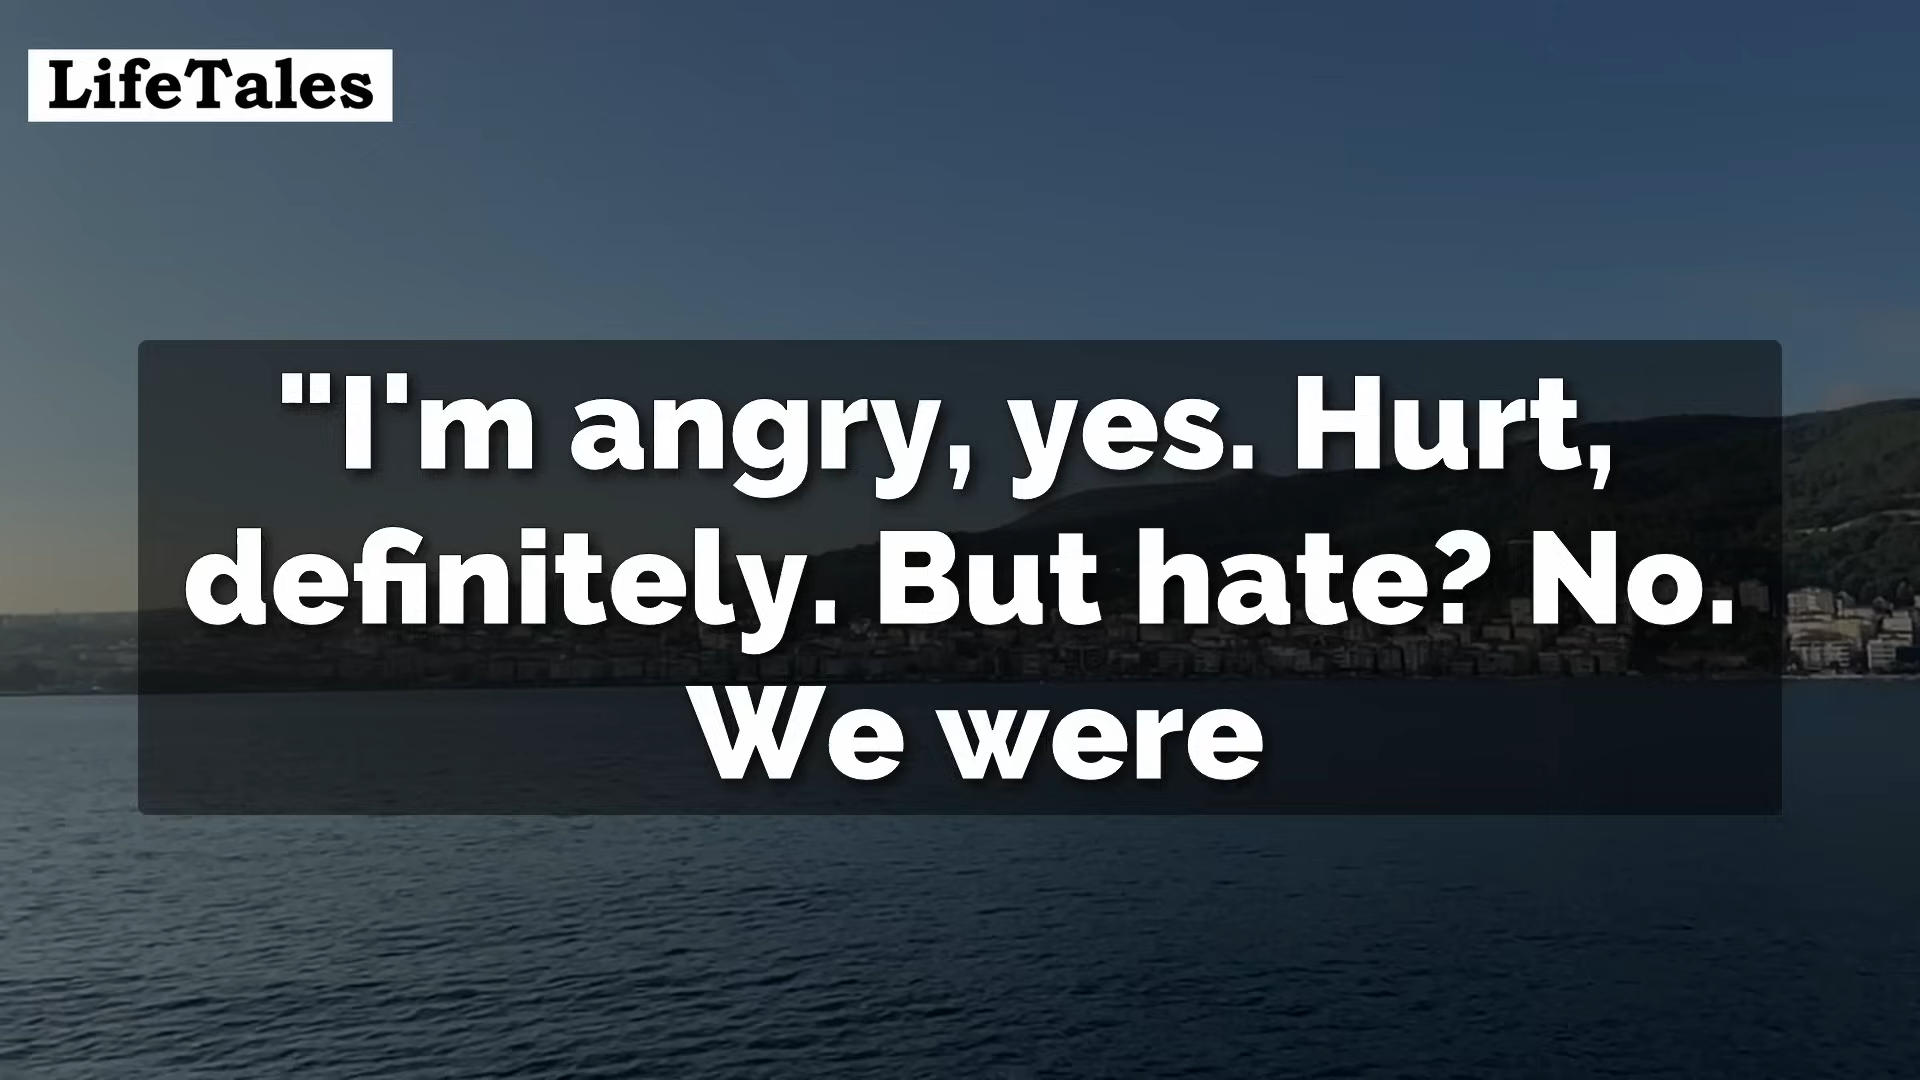 LifeTales
"I'm angry, yes. Hurt,
definitely. But hate? No.
We were